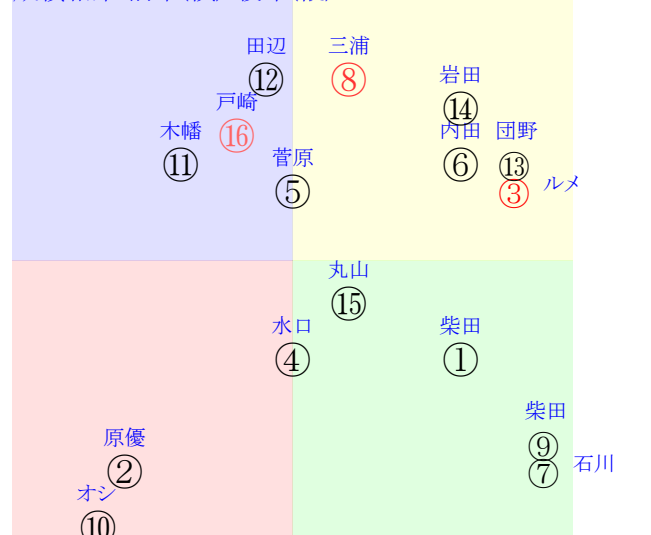 田辺 三浦
⑫ ⑧ 岩田
戸崎 ⑭
木幡 ⑯ 内田 団野
⑪ 菅原 ⑥ ⑬
⑤ ③ ルメ
丸山
⑮
水口 柴田
④ ①
柴田
原優 ⑨
② ⑦ 石川
オシ
⑩